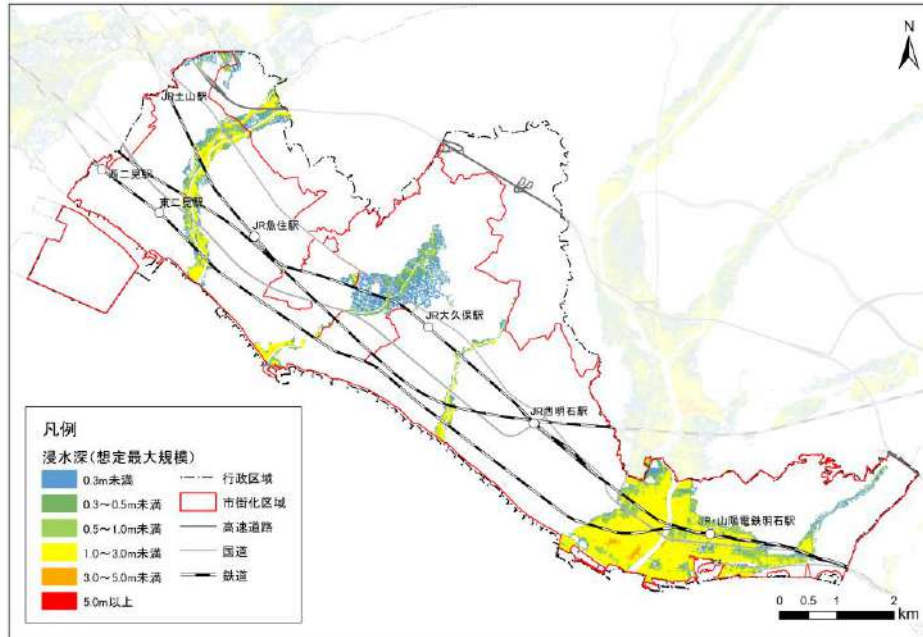 N
JR土山駅
西二見駅
東二見駅
JR魚住駅
JR大久保駅
JR西明石駅
JR・山陽電鉄明石駅
凡例
浸水深(想定最大規模)
0.3m未満
0.3～0.5m未満
0.5～1.0m未満
1.0～3.0m未満
3.0～5.0m未満
5.0m以上
行政区域
市街化区域
高速道路
国道
鉄道
0 0.5 1 2
km